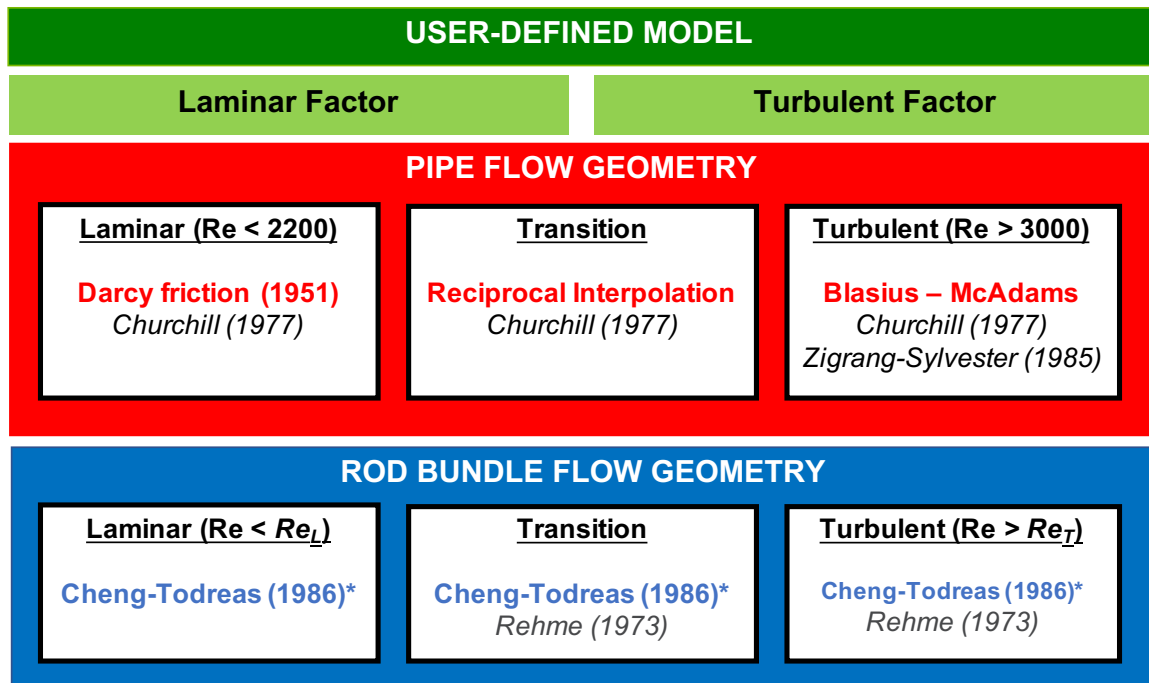 USER-DEFINED MODEL
Laminar Factor
Turbulent Factor
PIPE FLOW GEOMETRY
Laminar (Re < 2200)
Darcy friction (1951)
Churchill (1977)
Transition
Reciprocal Interpolation
Churchill (1977)
Turbulent (Re > 3000)
Blasius – McAdams
Churchill (1977)
Zigrang-Sylvester (1985)
ROD BUNDLE FLOW GEOMETRY
Laminar (Re < Re_L)
Cheng-Todreas (1986)*
Transition
Cheng-Todreas (1986)*
Rehme (1973)
Turbulent (Re > Re_T)
Cheng-Todreas (1986)*
Rehme (1973)